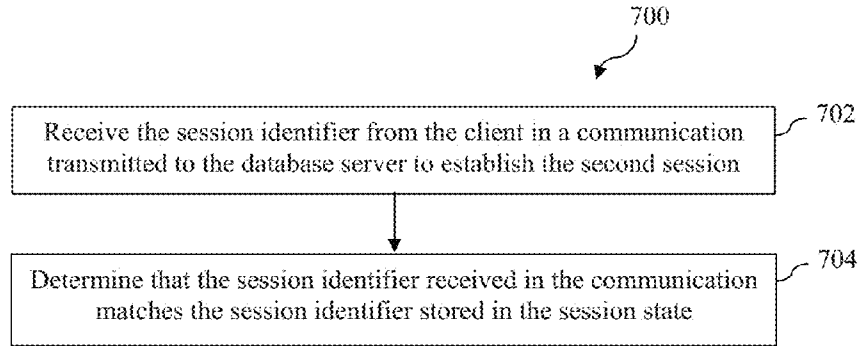 700
Receive the session identifier from the client in a communication
transmitted to the database server to establish the second session
702
Determine that the session identifier received in the communication
matches the session identifier stored in the session state
704